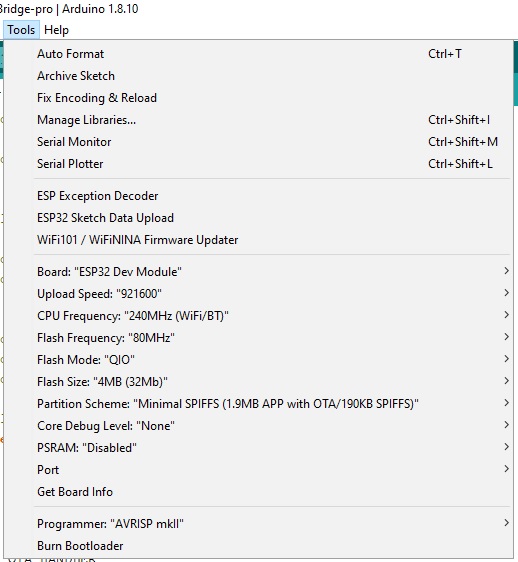 Bridge-pro | Arduino 1.8.10
Tools Help
Auto Format Ctrl+T
Archive Sketch
Fix Encoding & Reload
Manage Libraries... Ctrl+Shift+I
Serial Monitor Ctrl+Shift+M
Serial Plotter Ctrl+Shift+L
ESP Exception Decoder
ESP32 Sketch Data Upload
WiFi101 / WiFiNINA Firmware Updater
Board: "ESP32 Dev Module"
Upload Speed: "921600"
CPU Frequency: "240MHz (WiFi/BT)"
Flash Frequency: "80MHz"
Flash Mode: "QIO"
Flash Size: "4MB (32Mb)"
Partition Scheme: "Minimal SPIFFS (1.9MB APP with OTA/190KB SPIFFS)"
Core Debug Level: "None"
PSRAM: "Disabled"
Port
Get Board Info
Programmer: "AVRISP mkII"
Burn Bootloader